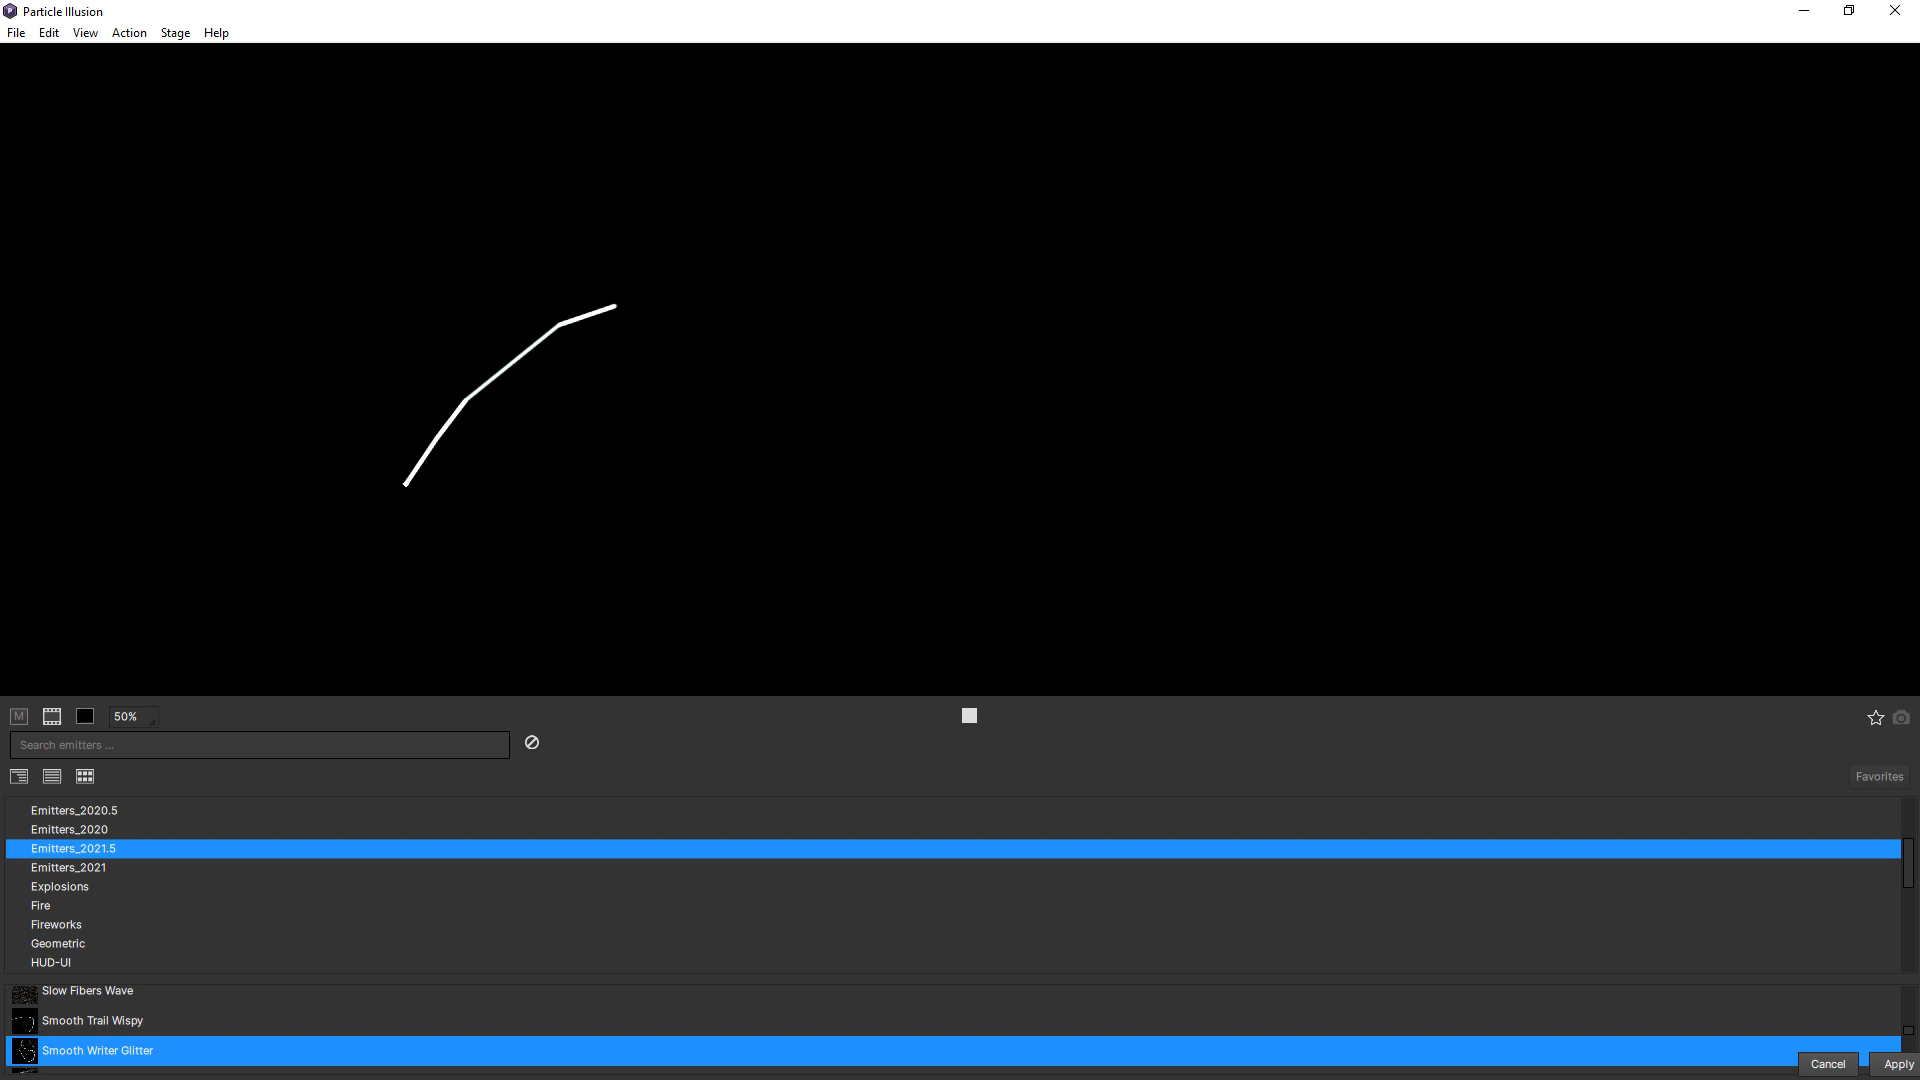 Particle Illusion
File Edit View Action Stage Help
M 50%
Search emitters ...
Favorites
Emitters_2020.5
Emitters_2020
Emitters_2021.5
Emitters_2021
Explosions
Fire
Fireworks
Geometric
HUD-UI
Slow Fibers Wave
Smooth Trail Wispy
Smooth Writer Glitter
Cancel Apply